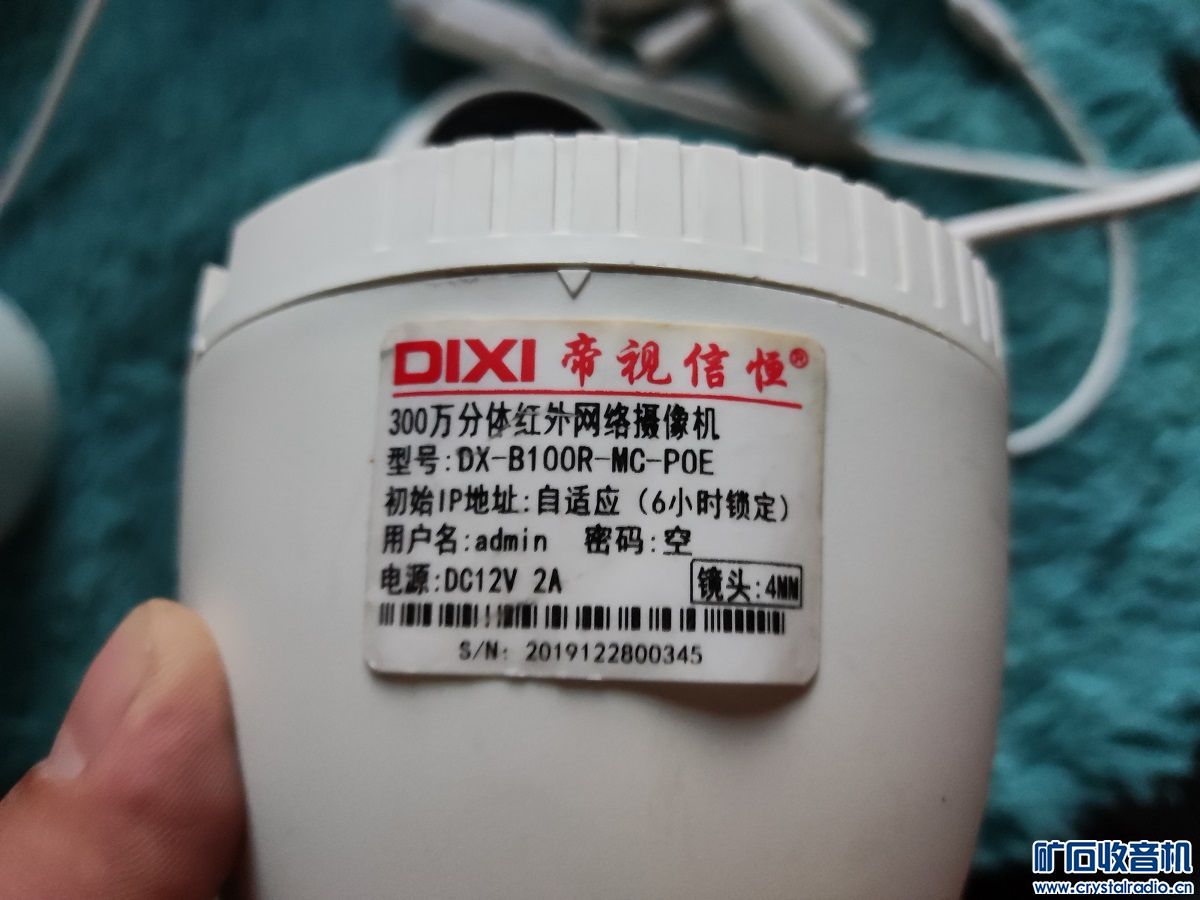 DIXI 帝视信恒®
300万分体红外网络摄像机
型号:DX-B100R-MC-POE
初始IP地址:自适应(6小时锁定)
用户名:admin 密码:空
电源:DC12V 2A
镜头:4MM
S/N: 2019122800345
矿石收音机
www.crystalradio.cn